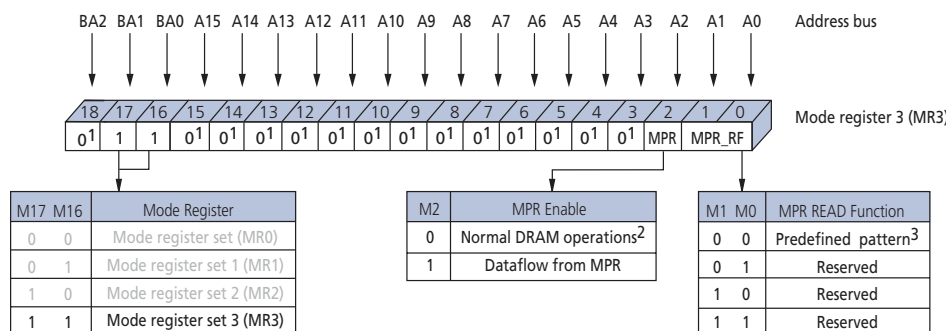 BA2 BA1 BA0 A15 A14 A13 A12 A11 A10 A9 A8 A7 A6 A5 A4 A3 A2 A1 A0 Address bus
18 17 16 15 14 13 12 11 10 9 8 7 6 5 4 3 2 1 0 Mode register 3 (MR3)
0¹ 1 1 0¹ 0¹ 0¹ 0¹ 0¹ 0¹ 0¹ 0¹ 0¹ 0¹ 0¹ 0¹ 0¹ MPR MPR_RF
M17 M16 Mode Register
0 0 Mode register set (MR0)
0 1 Mode register set 1 (MR1)
1 0 Mode register set 2 (MR2)
1 1 Mode register set 3 (MR3)
M2 MPR Enable
0 Normal DRAM operations²
1 Dataflow from MPR
M1 M0 MPR READ Function
0 0 Predefined pattern³
0 1 Reserved
1 0 Reserved
1 1 Reserved